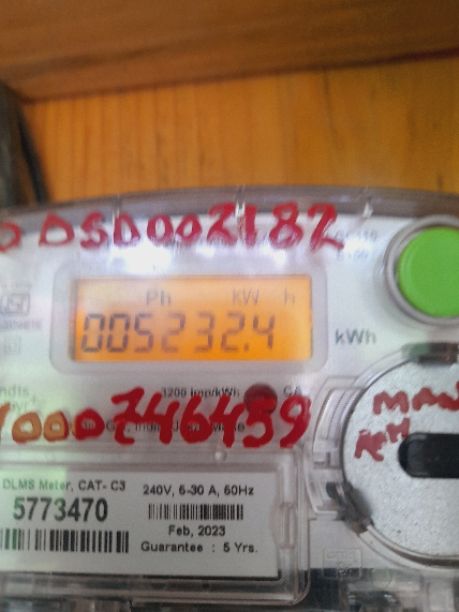 DSD002182
Ph KW h
005232.4
kWh
3200 Imp/kWh
1000746459
DLMS Meter, CAT- C3
5773470
240V, 5-30 A, 50Hz
Feb, 2023
Guarantee : 5 Yrs.